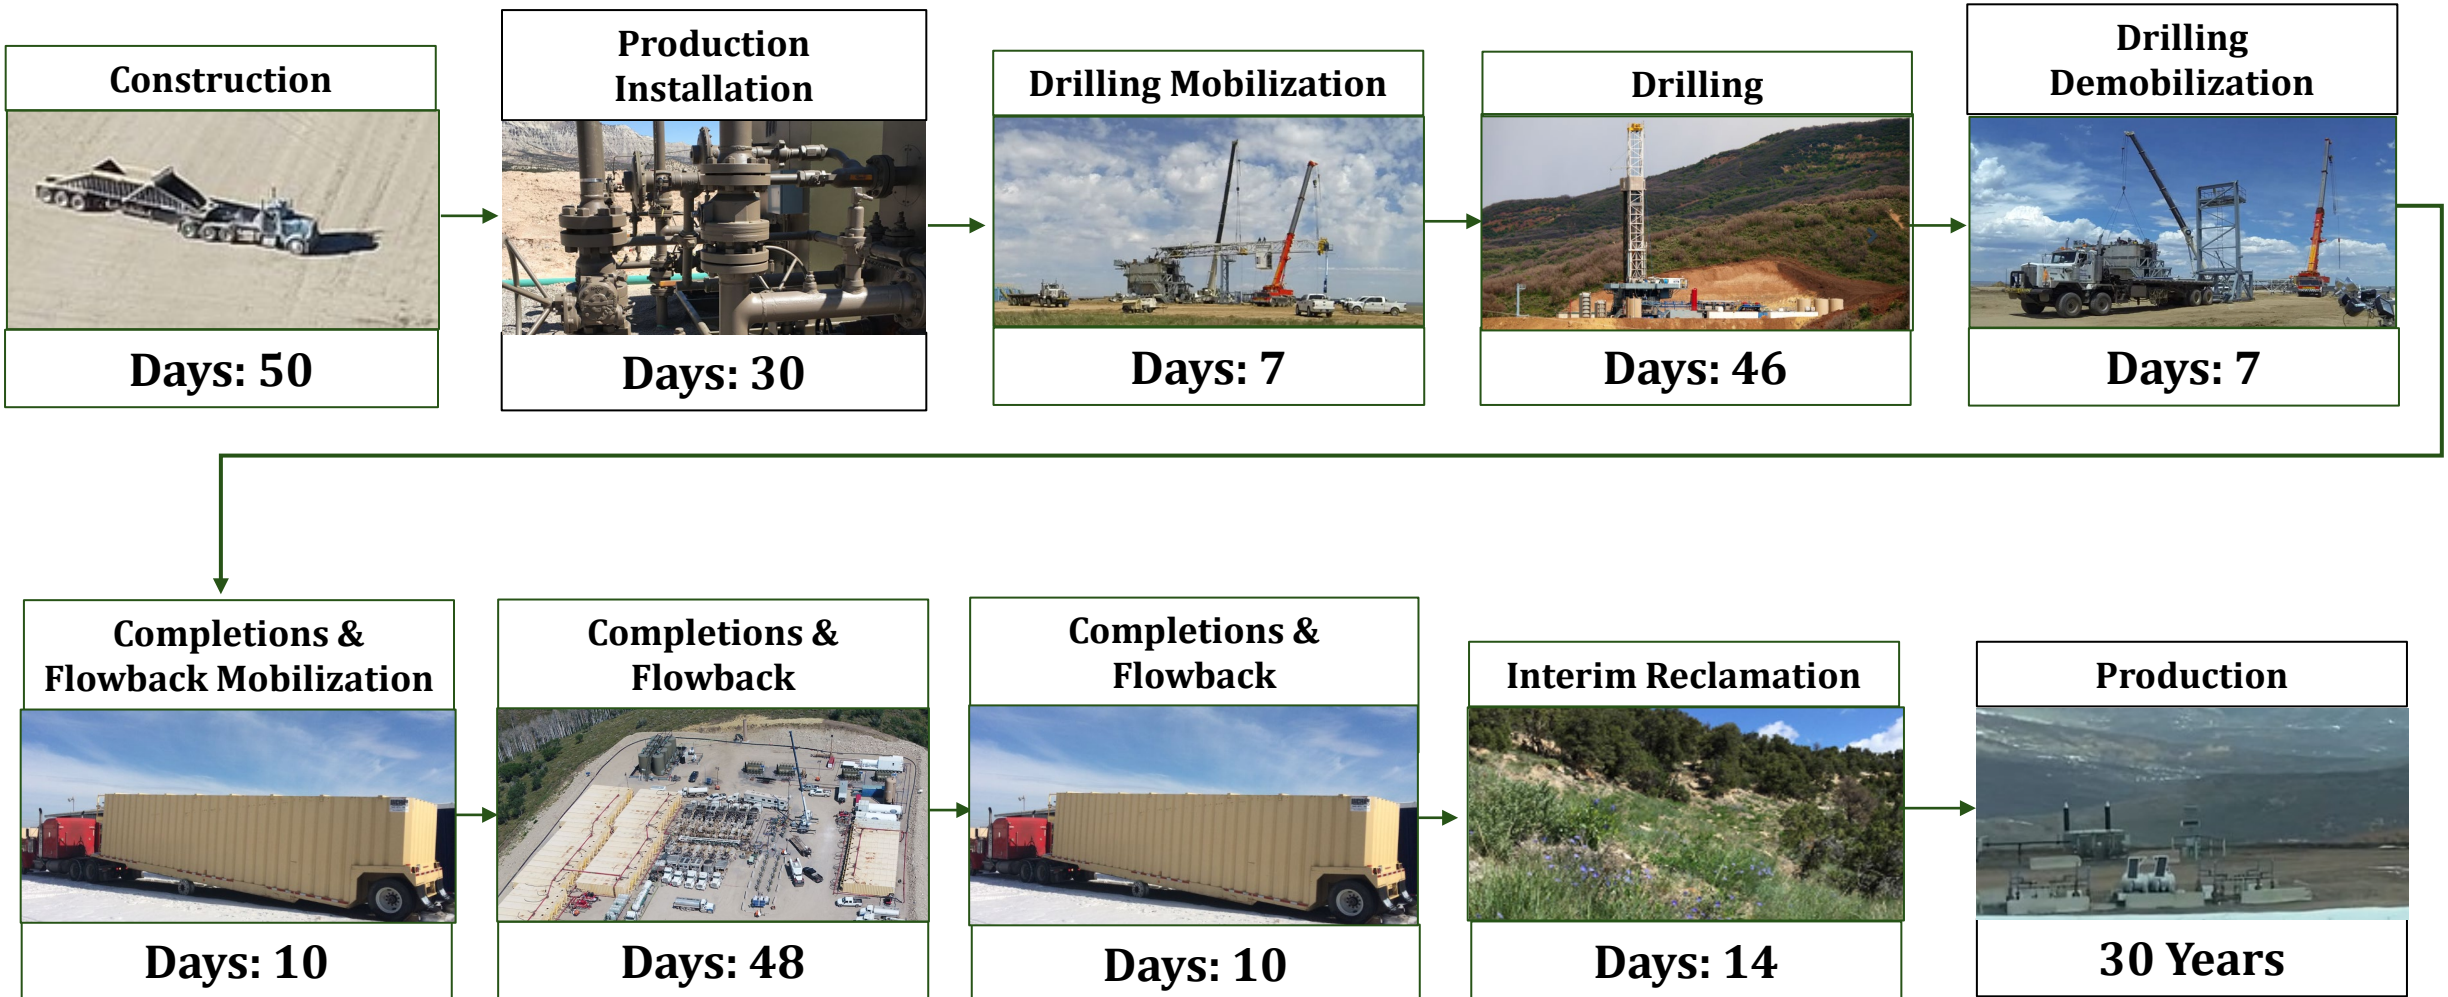 Construction
Days: 50
Production
Installation
Days: 30
Drilling Mobilization
Days: 7
Drilling
Days: 46
Drilling
Demobilization
Days: 7
Completions &
Flowback Mobilization
Days: 10
Completions &
Flowback
Days: 48
Completions &
Flowback
Days: 10
Interim Reclamation
Days: 14
Production
30 Years